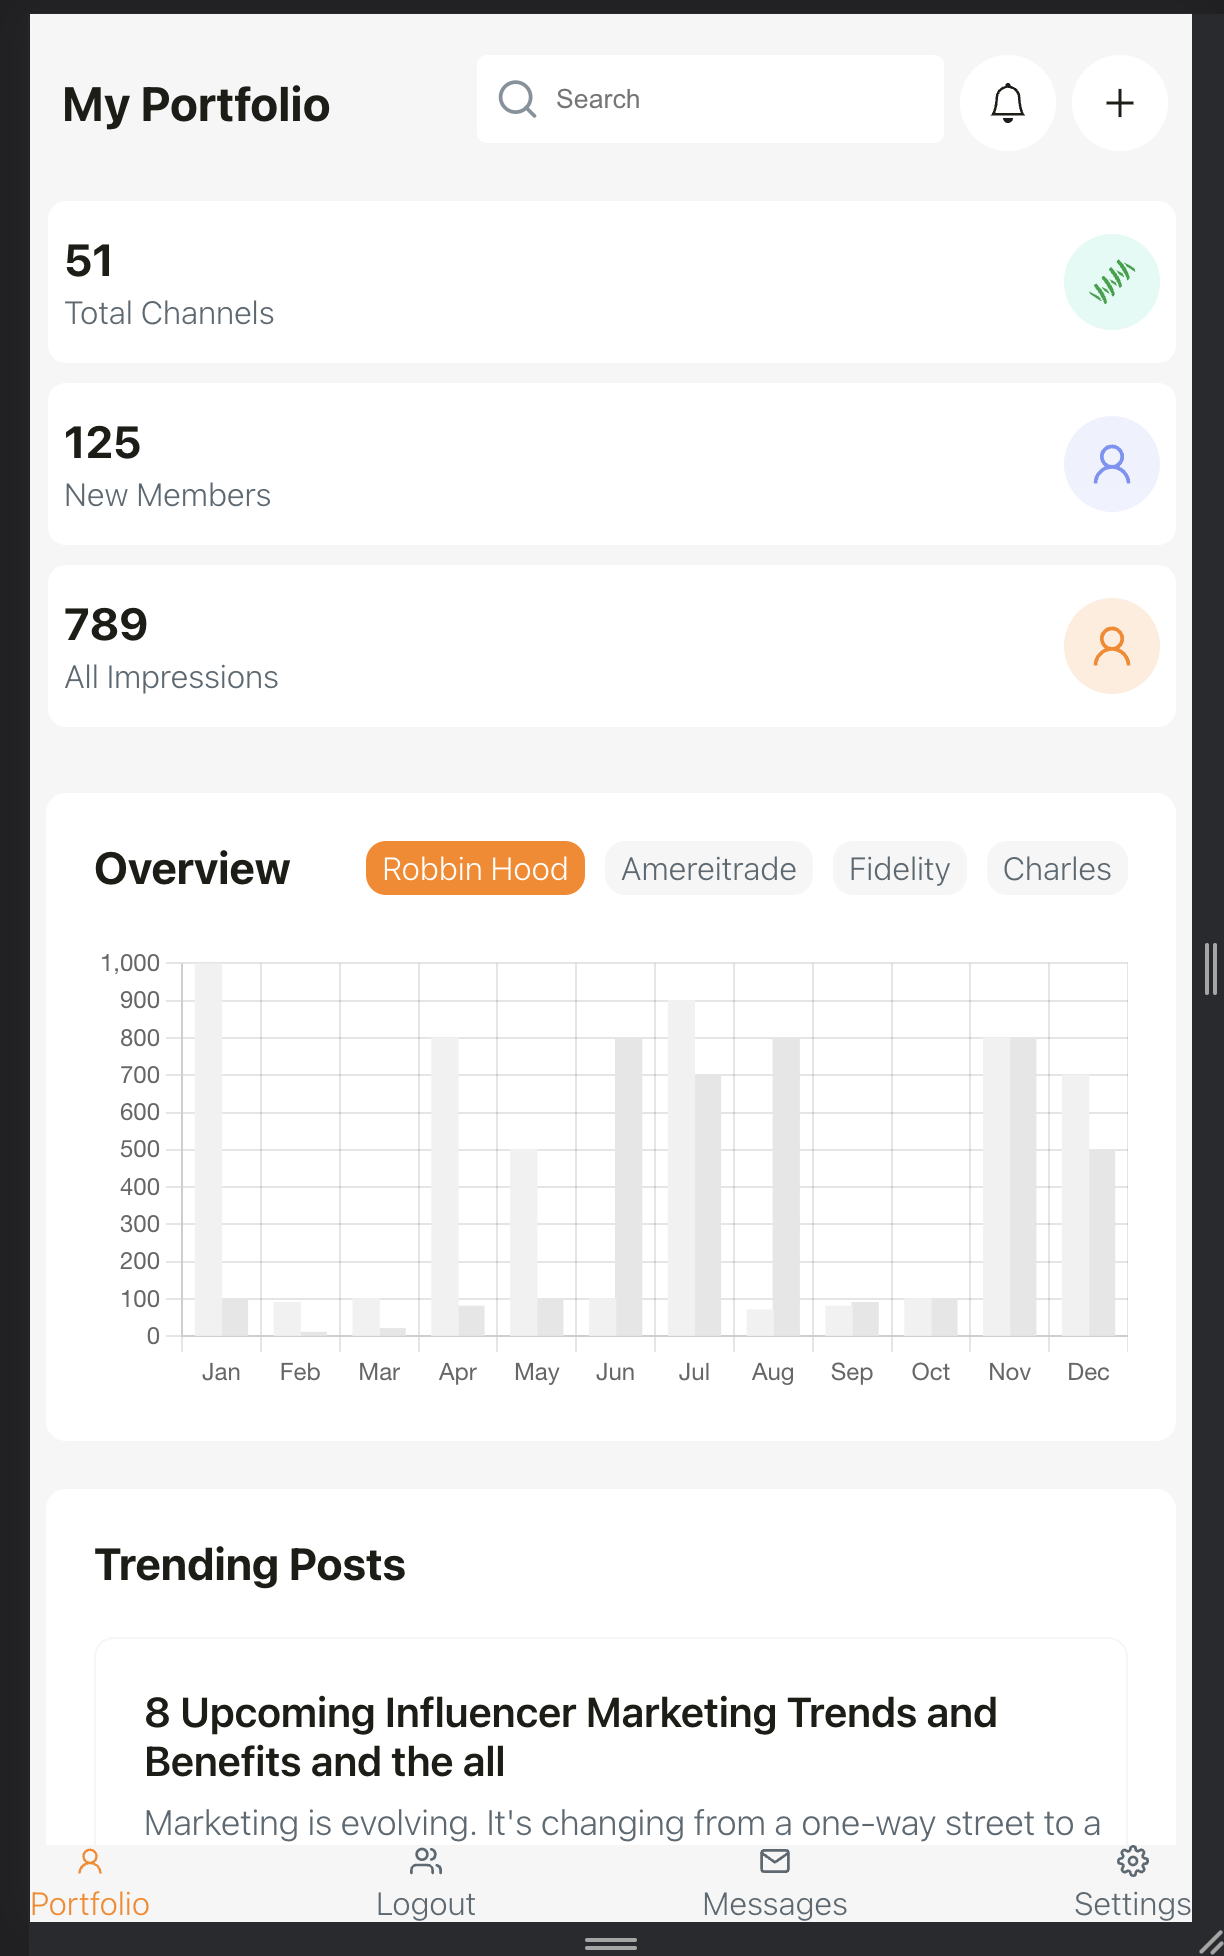 My Portfolio
Search
51
Total Channels
125
New Members
789
All Impressions
Overview
Robbin Hood
Amereitrade
Fidelity
Charles
1,000
900
800
700
600
500
400
300
200
100
0
Jan Feb Mar Apr May Jun Jul Aug Sep Oct Nov Dec
Trending Posts
8 Upcoming Influencer Marketing Trends and
Benefits and the all
Marketing is evolving. It's changing from a one-way street to a
Portfolio
Logout
Messages
Settings